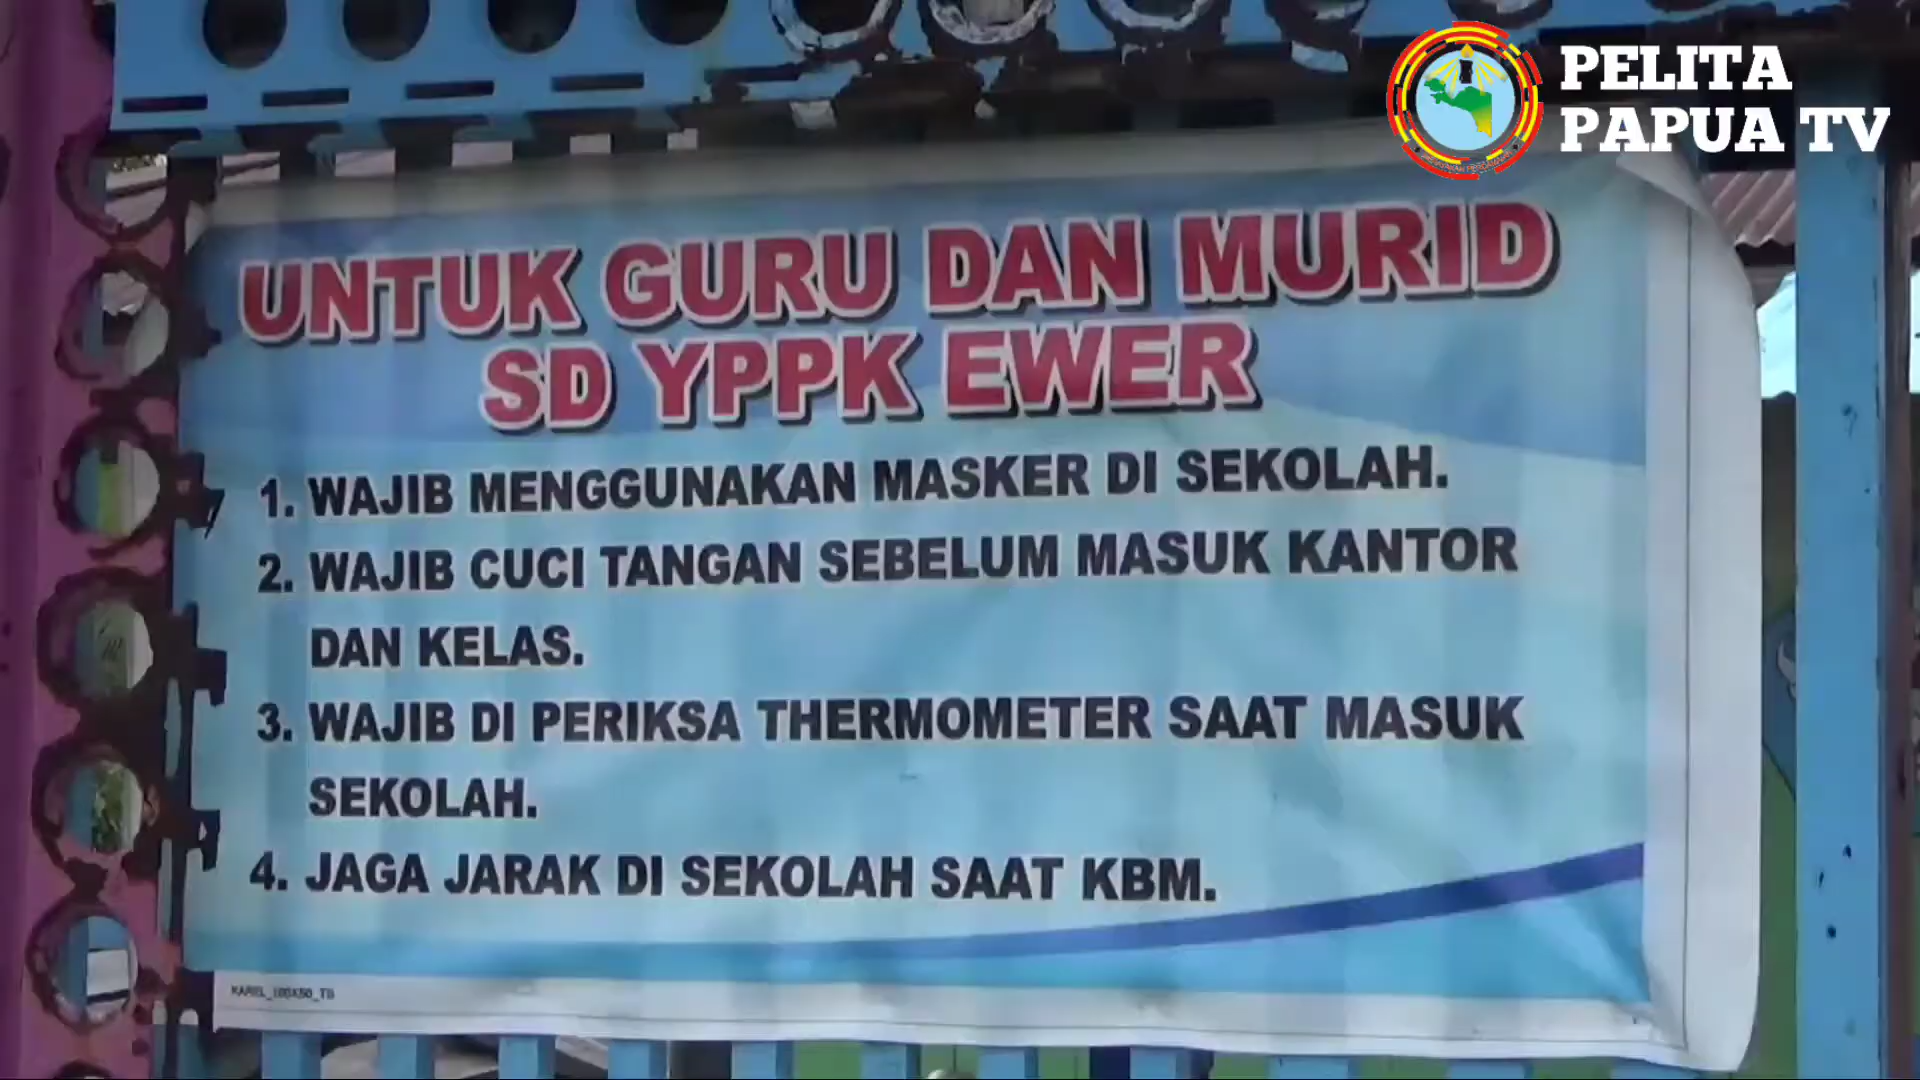 PELITA
PAPUA TV
UNTUK GURU DAN MURID
SD YPPK EWER
1. WAJIB MENGGUNAKAN MASKER DI SEKOLAH.
2. WAJIB CUCI TANGAN SEBELUM MASUK KANTOR
DAN KELAS.
3. WAJIB DI PERIKSA THERMOMETER SAAT MASUK
SEKOLAH.
4. JAGA JARAK DI SEKOLAH SAAT KBM.